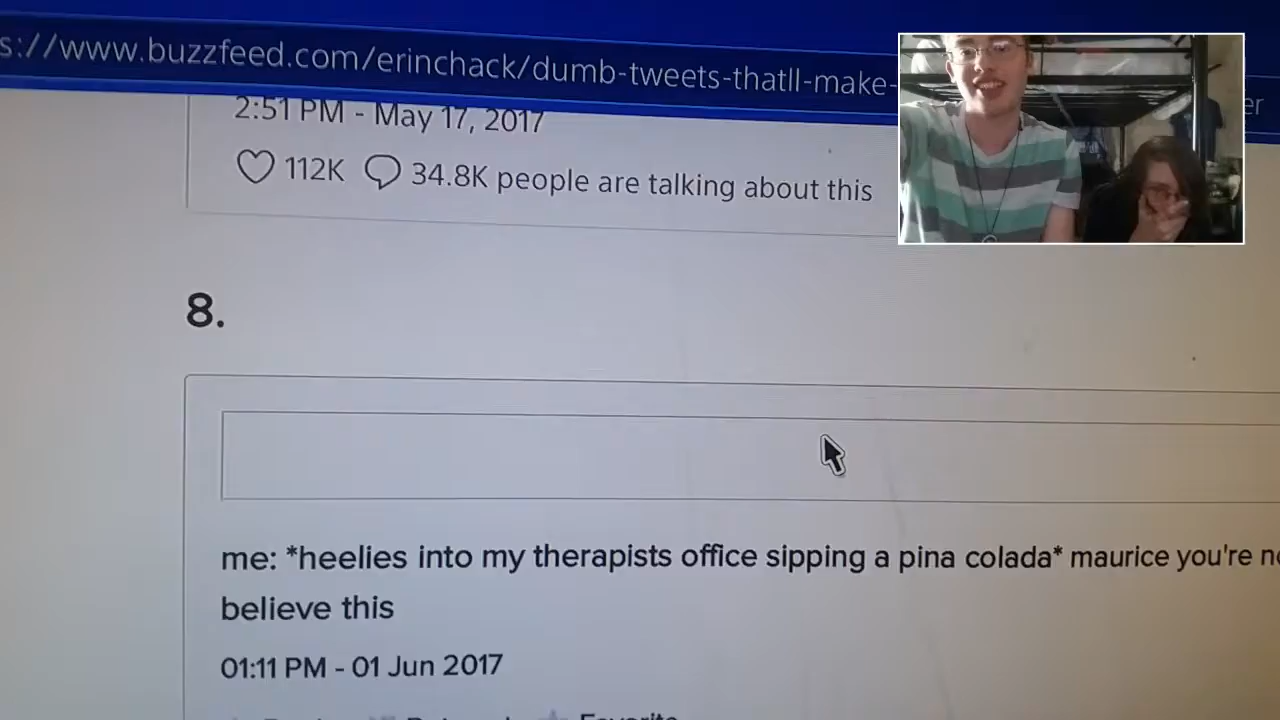 s://www.buzzfeed.com/erinchack/dumb-tweets-thatll-make-
er
2:51 PM - May 17, 2017
112K 34.8K people are talking about this
8.
me: *heelies into my therapists office sipping a pina colada* maurice you're
believe this
01:11 PM - 01 Jun 2017
Favorite